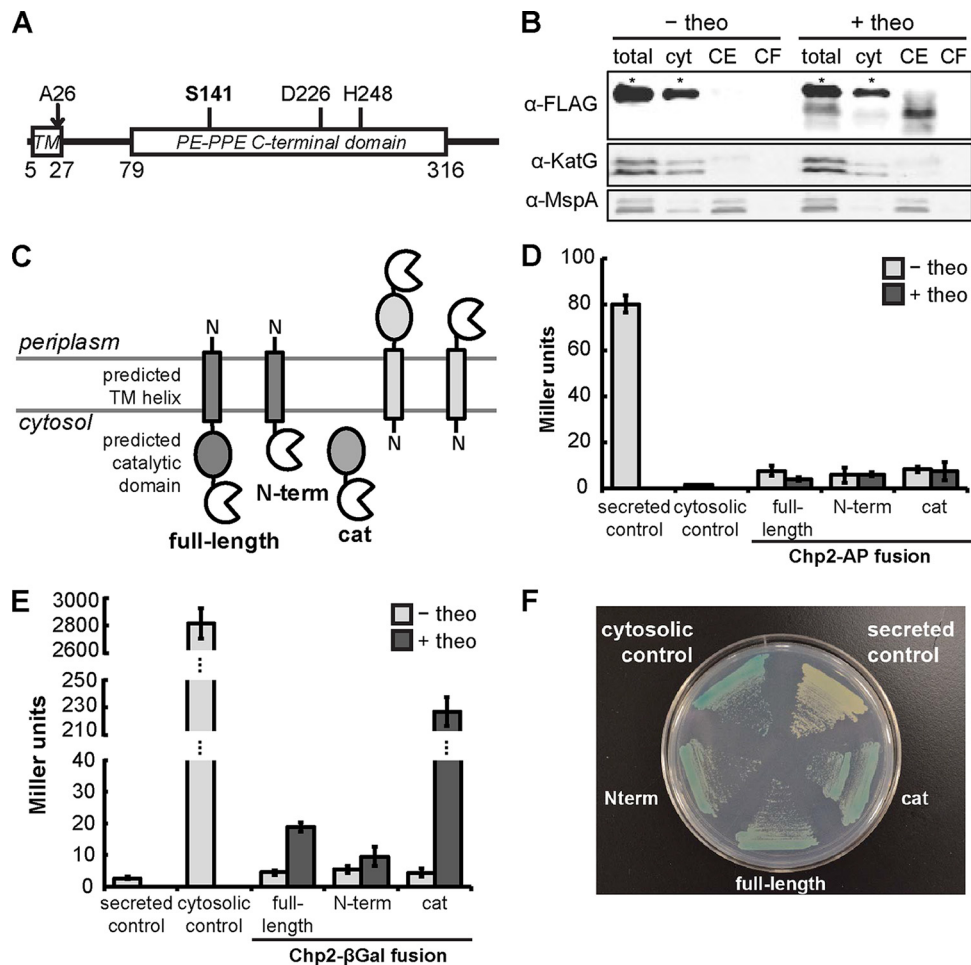 A
A26
S141
D226 H248
TM
PE-PPE C-terminal domain
5 27 79 316
B
− theo + theo
total cyt CE CF total cyt CE CF
* * * *
α-FLAG
α-KatG
α-MspA
C
N N
periplasm
predicted
TM helix
cytosol
N N
predicted
catalytic
domain
N-term
full-length
cat
D
− theo
+ theo
Miller units
100
80
60
40
20
0
secreted control
cytosolic control
full-length
N-term
cat
Chp2-AP fusion
E
− theo
+ theo
Miller units
3000
2800
2600
250
230
210
40
30
20
10
0
secreted control
cytosolic control
full-length
N-term
cat
Chp2-βGal fusion
F
cytosolic
control
secreted
control
Nterm
cat
full-length